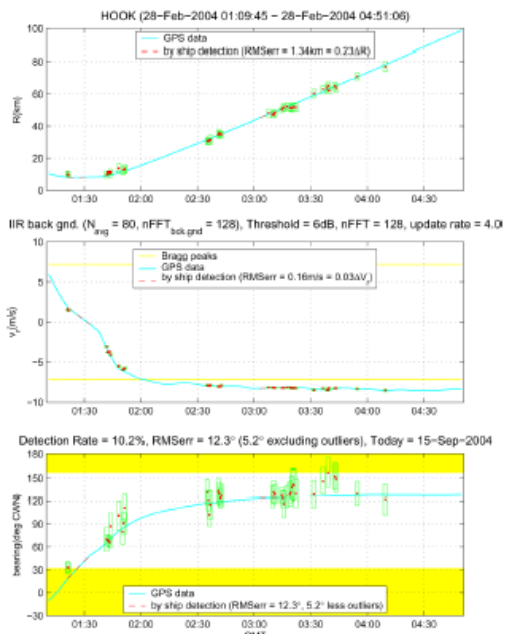 HOOK (28-Feb-2004 01:09:45 - 28-Feb-2004 04:51:06)
GPS data
by ship detection (RMSerr = 1.34km = 0.23ΔR)
R(km)
100
80
60
40
20
0
01:30 02:00 02:30 03:00 03:30 04:00 04:30
IIR back gnd. (Navg = 80, nFFTbck.gnd = 128), Threshold = 6dB, nFFT = 128, update rate = 4.0
Bragg peaks
GPS data
by ship detection (RMSerr = 0.16m/s = 0.03ΔVr)
vr(m/s)
10
5
0
-5
-10
01:30 02:00 02:30 03:00 03:30 04:00 04:30
Detection Rate = 10.2%, RMSerr = 12.3° (5.2° excluding outliers), Today = 15-Sep-2004
bearing(deg CWN)
180
150
120
90
60
30
0
-30
GPS data
by ship detection (RMSerr = 12.3°, 5.2° less outliers)
01:30 02:00 02:30 03:00 03:30 04:00 04:30